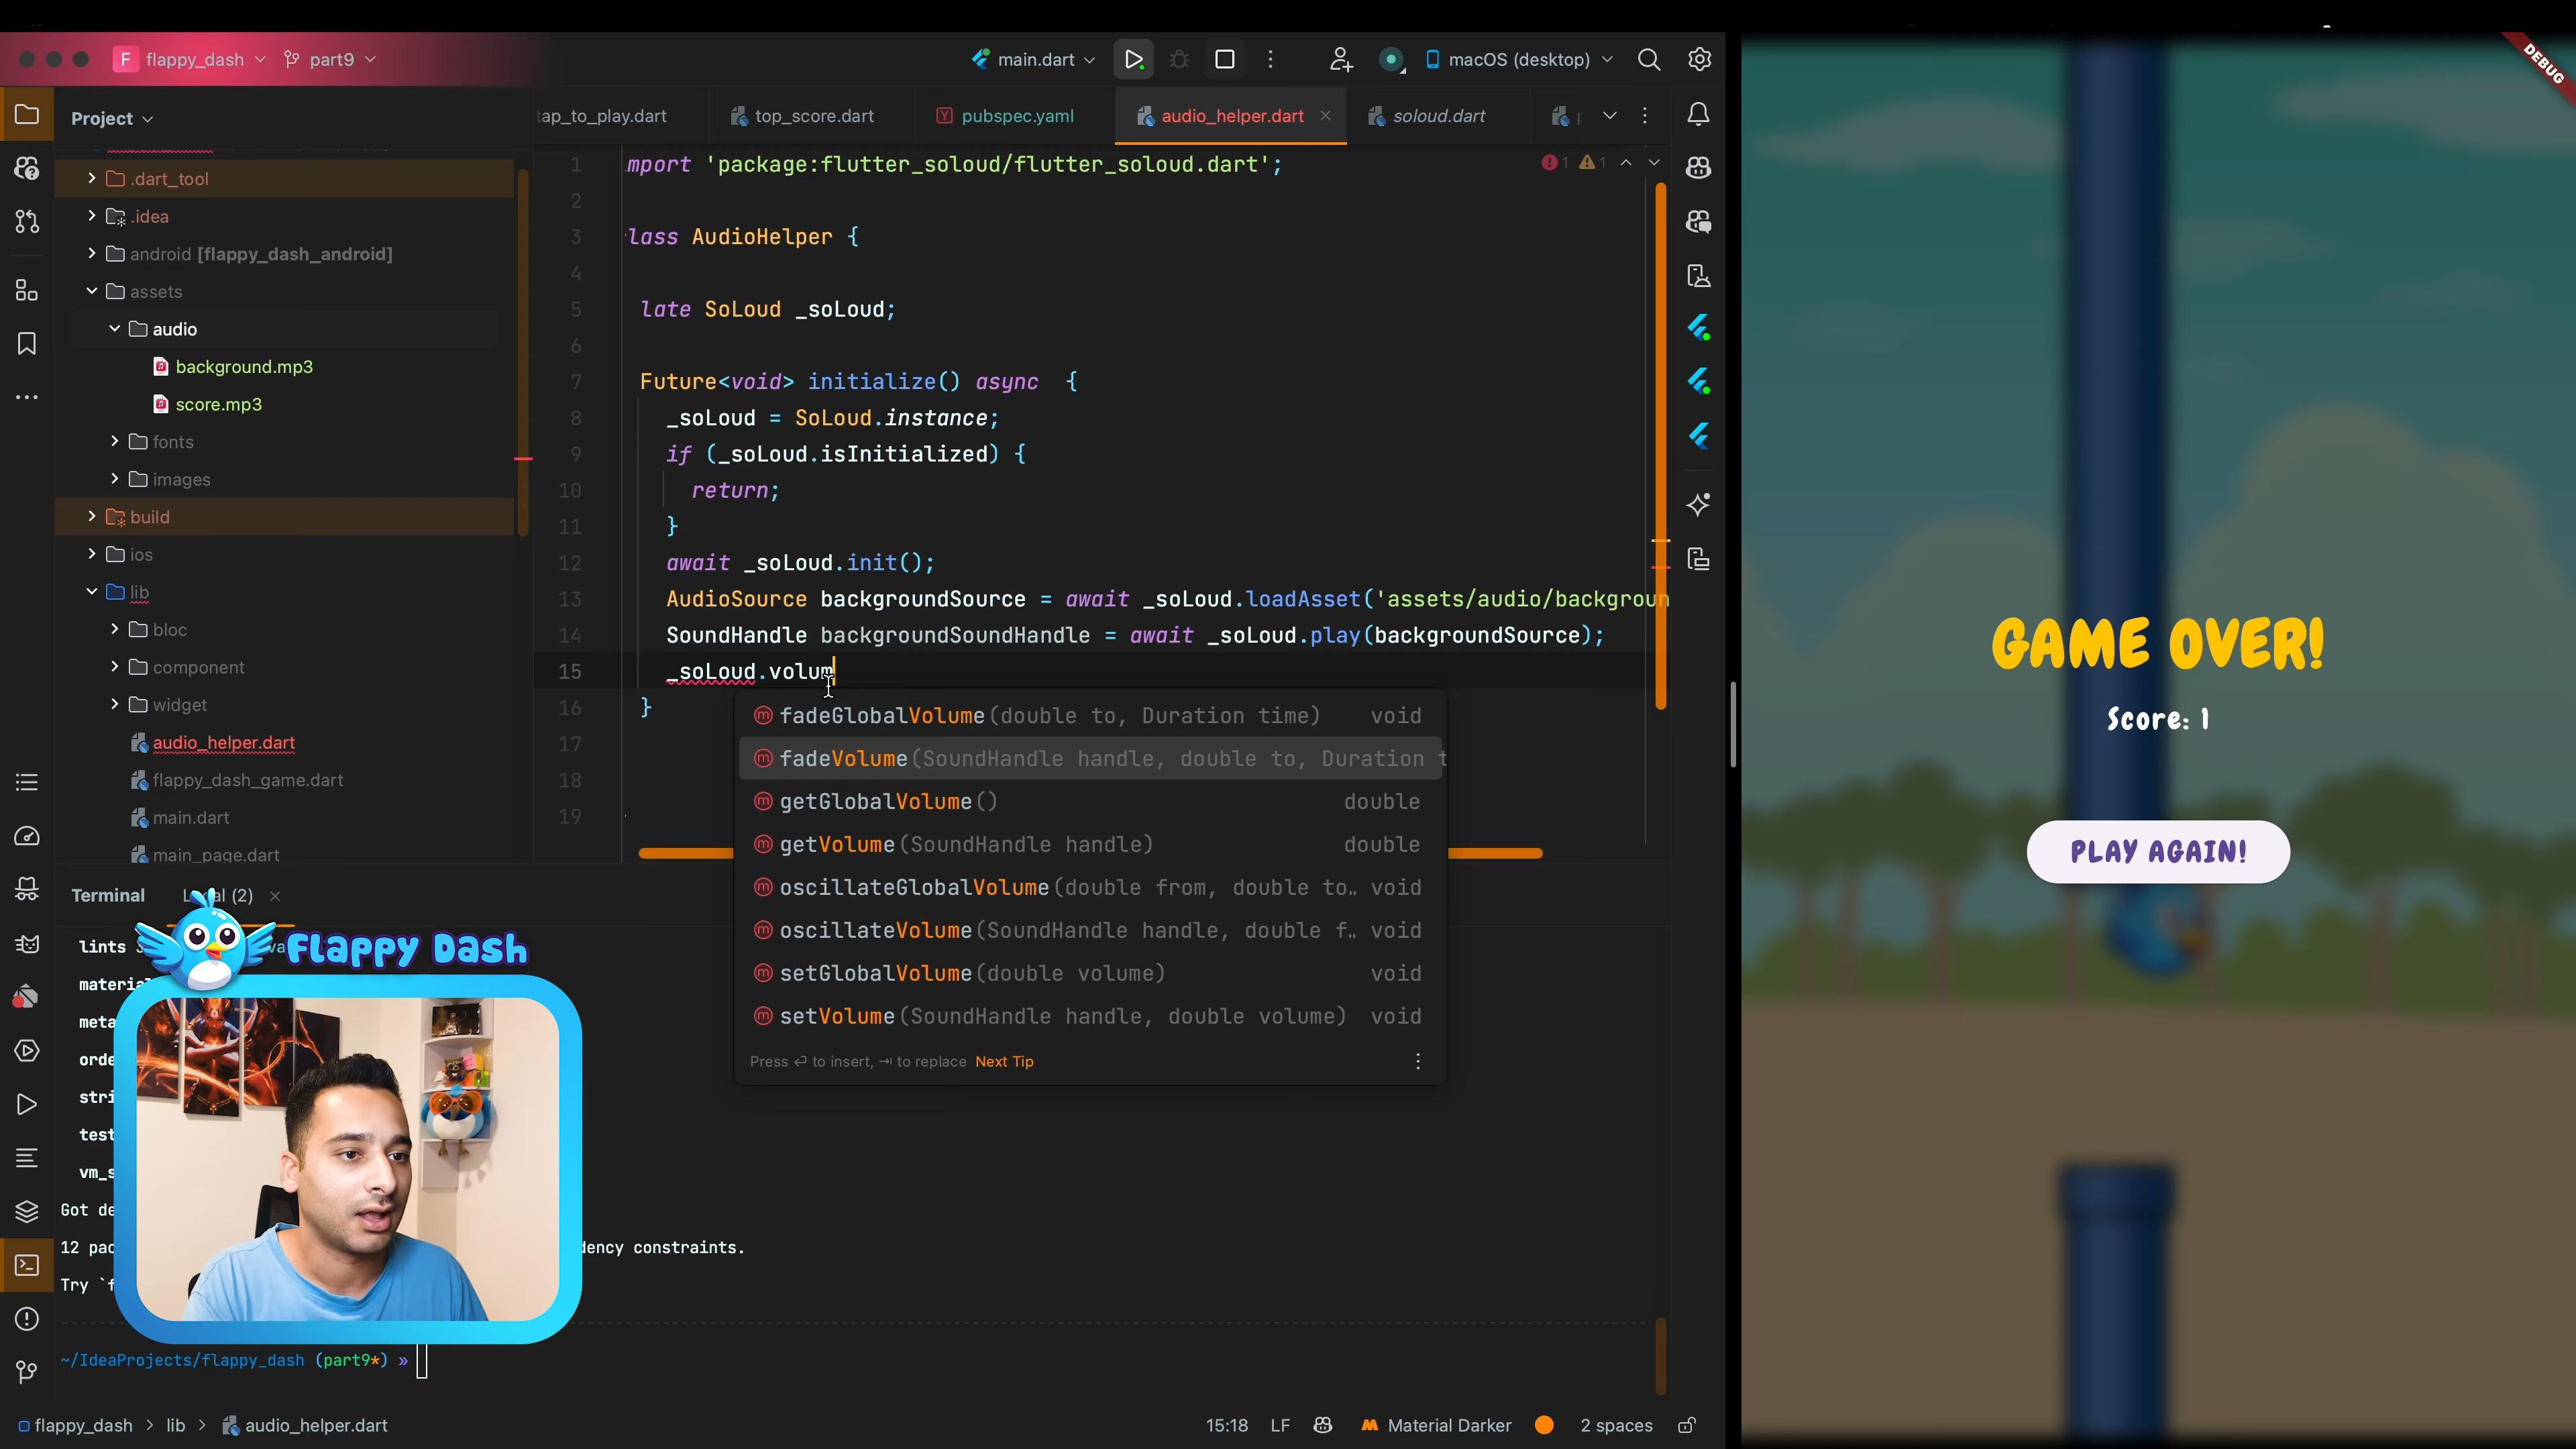 F flappy_dash
part9
main.dart
macOS (desktop)
DEBUG
Project
tap_to_play.dart
top_score.dart
pubspec.yaml
audio_helper.dart
soloud.dart
.dart_tool
.idea
android [flappy_dash_android]
assets
audio
background.mp3
score.mp3
fonts
images
build
ios
lib
bloc
component
widget
audio_helper.dart
flappy_dash_game.dart
main.dart
main_page.dart
1 mport 'package:flutter_soloud/flutter_soloud.dart';
1 1
2
3 lass AudioHelper {
4
5 late SoLoud _soLoud;
6
7 Future<void> initialize() async {
8 _soLoud = SoLoud.instance;
9 if (_soLoud.isInitialized) {
10 return;
11 }
12 await _soLoud.init();
13 AudioSource backgroundSource = await _soLoud.loadAsset('assets/audio/backgroun
14 SoundHandle backgroundSoundHandle = await _soLoud.play(backgroundSource);
15 _soLoud.volum
16 }
17
18
19
fadeGlobalVolume(double to, Duration time) void
fadeVolume(SoundHandle handle, double to, Duration t
getGlobalVolume() double
getVolume(SoundHandle handle) double
oscillateGlobalVolume(double from, double to… void
oscillateVolume(SoundHandle handle, double f… void
setGlobalVolume(double volume) void
setVolume(SoundHandle handle, double volume) void
Press ⏎ to insert, ⇥ to replace Next Tip
GAME OVER!
Score: 1
PLAY AGAIN!
Terminal
(2)
Flappy Dash
lints
material
meta
Got de
12 pac
dency constraints.
Try `f
~/IdeaProjects/flappy_dash (part9*) »
flappy_dash > lib > audio_helper.dart
15:18 LF Material Darker 2 spaces